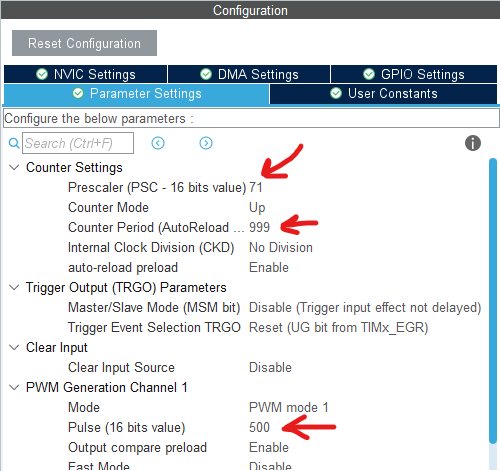 Configuration
Reset Configuration
NVIC Settings DMA Settings GPIO Settings
Parameter Settings User Constants
Configure the below parameters :
Search (Ctrl+F)
Counter Settings
Prescaler (PSC - 16 bits value) 71
Counter Mode Up
Counter Period (AutoReload ... 999
Internal Clock Division (CKD) No Division
auto-reload preload Enable
Trigger Output (TRGO) Parameters
Master/Slave Mode (MSM bit) Disable (Trigger input effect not delayed)
Trigger Event Selection TRGO Reset (UG bit from TIMx_EGR)
Clear Input
Clear Input Source Disable
PWM Generation Channel 1
Mode PWM mode 1
Pulse (16 bits value) 500
Output compare preload Enable
Fast Mode Disable